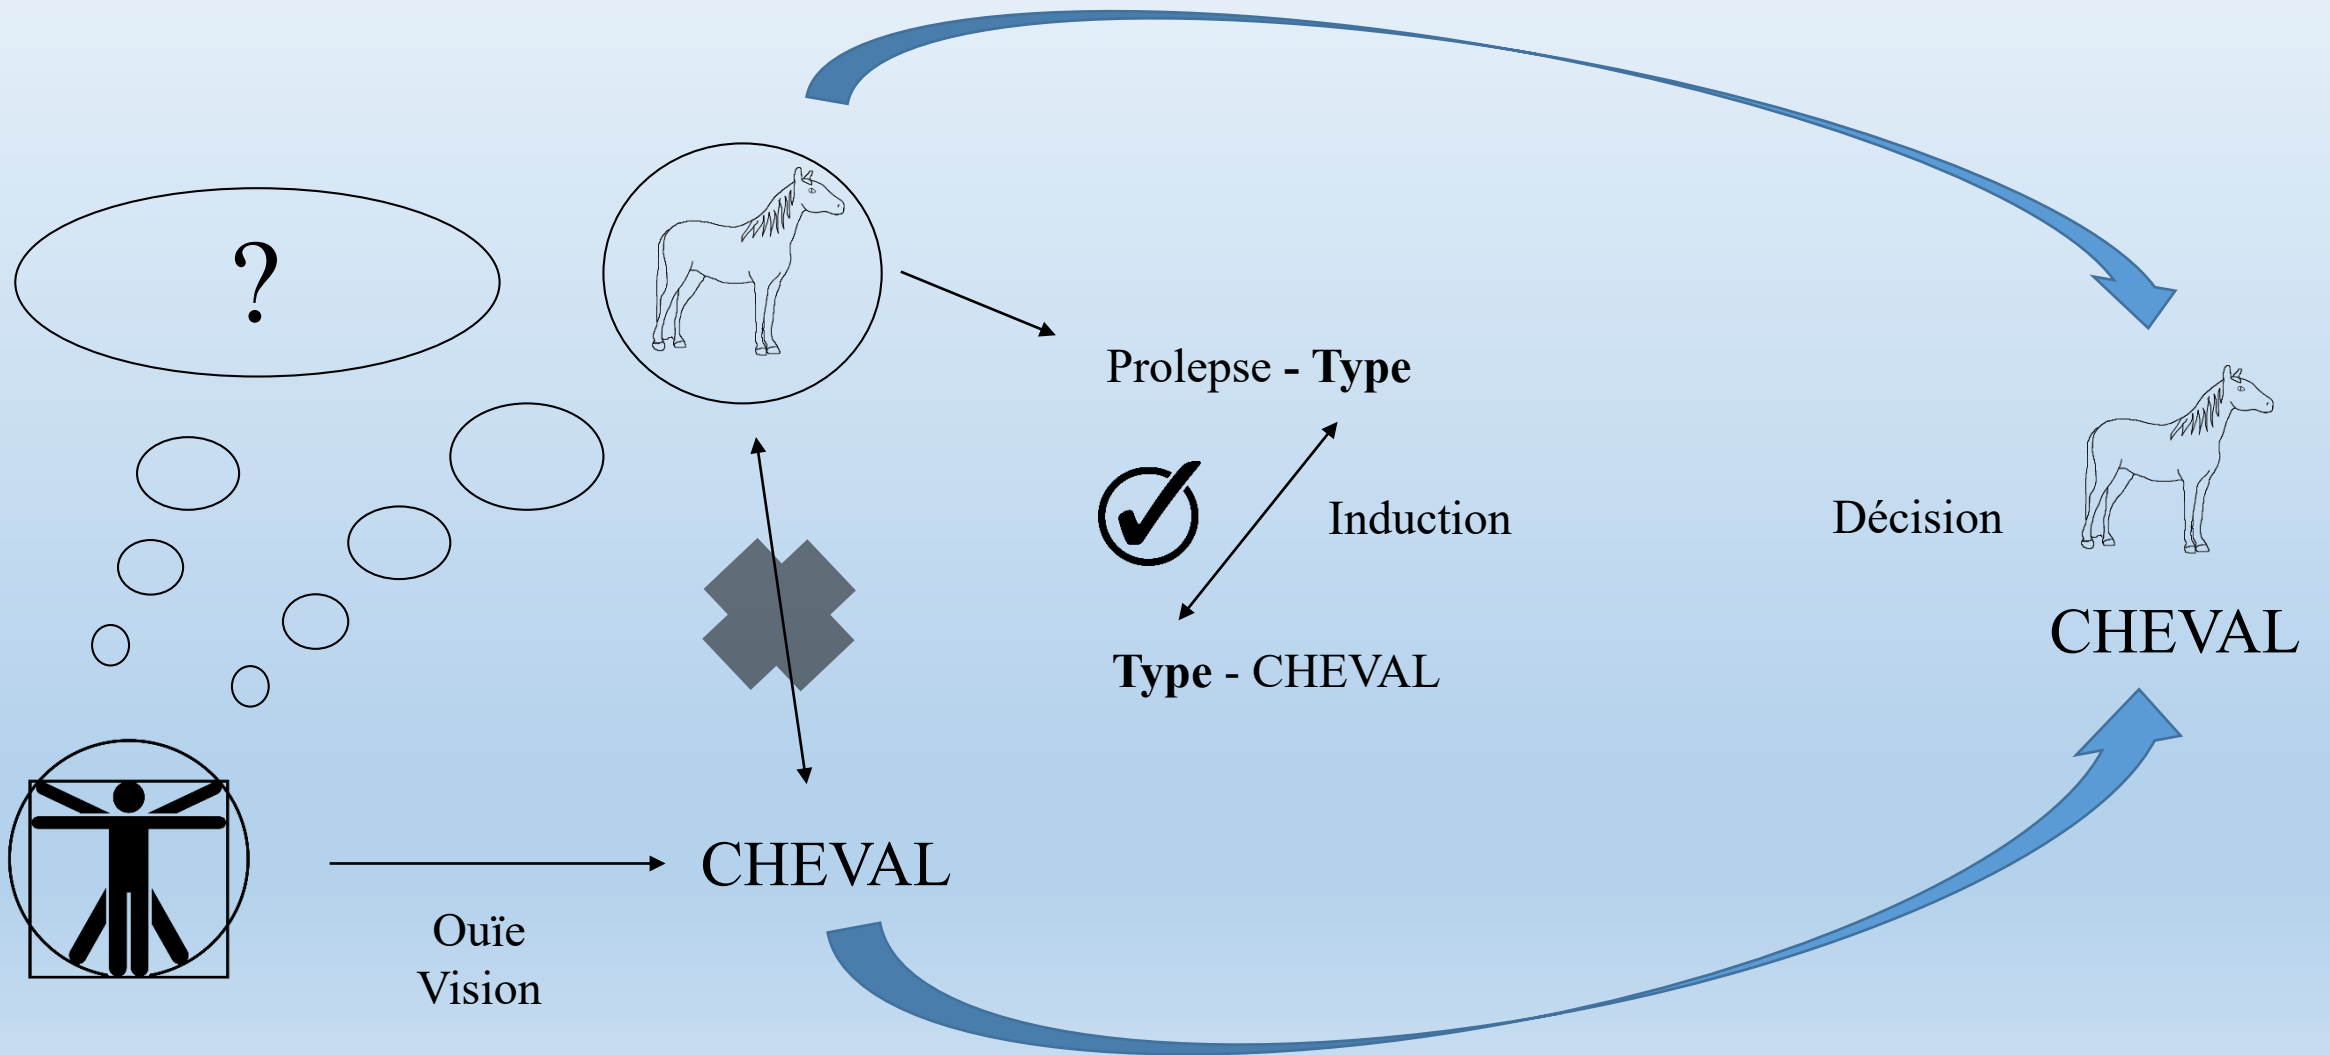 ?
Prolepse - Type
Induction
Type - CHEVAL
Décision
CHEVAL
CHEVAL
Ouïe
Vision